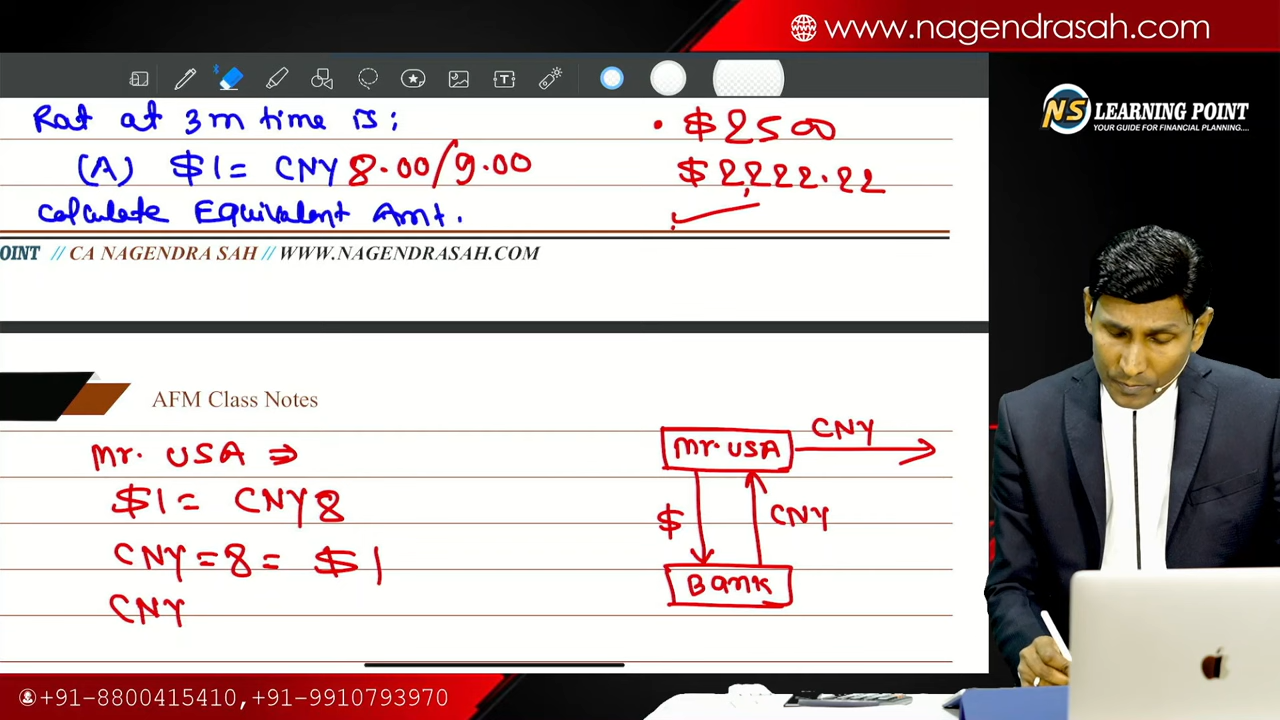 www.nagendrasah.com
NS LEARNING POINT
YOUR GUIDE FOR FINANCIAL PLANNING....
Rat at 3m time is:
(A) $1= CNY 8.00/9.00
calculate Equivalent Amt.
• $2500
$2,222.22
OINT // CA NAGENDRA SAH // WWW.NAGENDRASAH.COM
AFM Class Notes
Mr. USA ⇒
$1= CNY 8
CNY = 8 = $1
CNY
Mr. USA
CNY
$
CNY
Bank
+91-8800415410,+91-9910793970